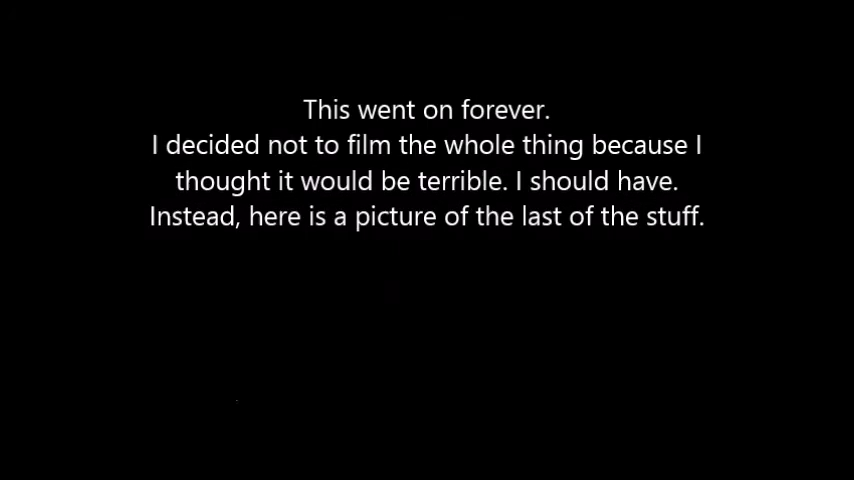 This went on forever.
I decided not to film the whole thing because I
thought it would be terrible. I should have.
Instead, here is a picture of the last of the stuff.